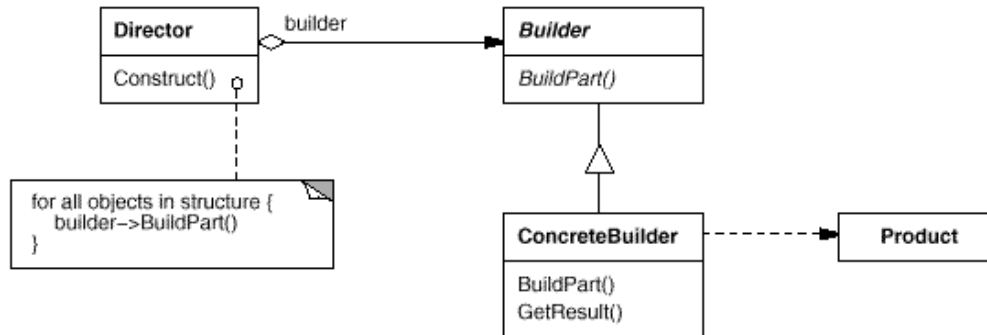 Director
builder
Builder
Construct()
BuildPart()
for all objects in structure {
builder->BuildPart()
}
ConcreteBuilder
Product
BuildPart()
GetResult()